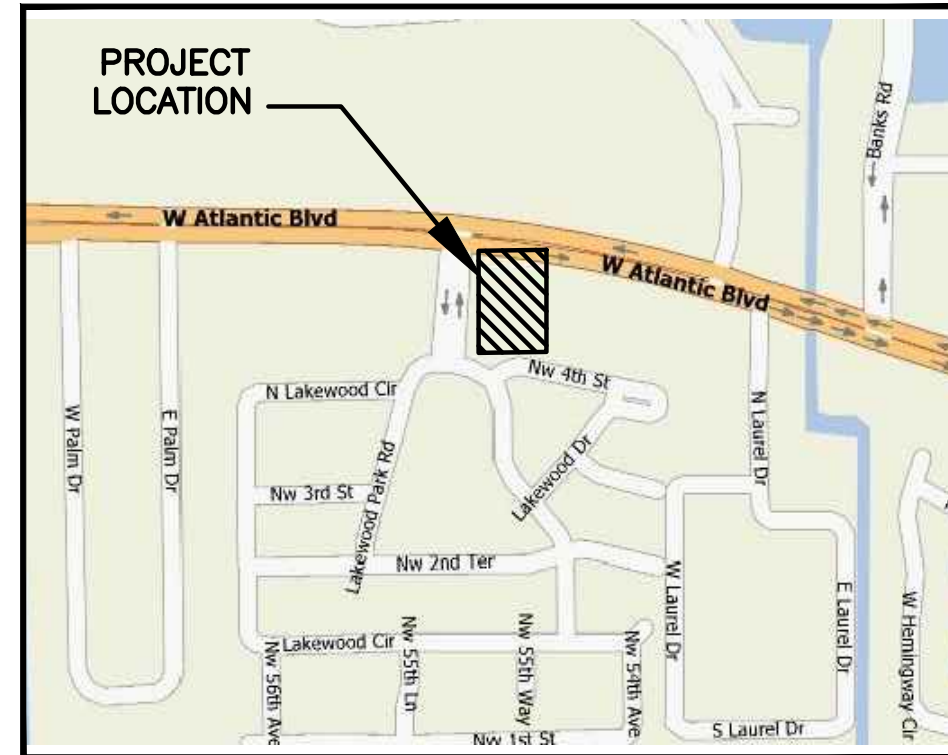 PROJECT
LOCATION
Banks Rd
W Atlantic Blvd
W Atlantic Blvd
Nw 4th St
N Lakewood Cir
W Palm Dr
E Palm Dr
N Laurel Dr
Lakewood Dr
Nw 3rd St
Lakewood Park Rd
Nw 2nd Ter
W Laurel Dr
E Laurel Dr
W Hemingway Cir
Lakewood Cir
Nw 56th Ave
Nw 55th Ln
Nw 55th Way
Nw 54th Ave
S Laurel Dr
Nw 1st St